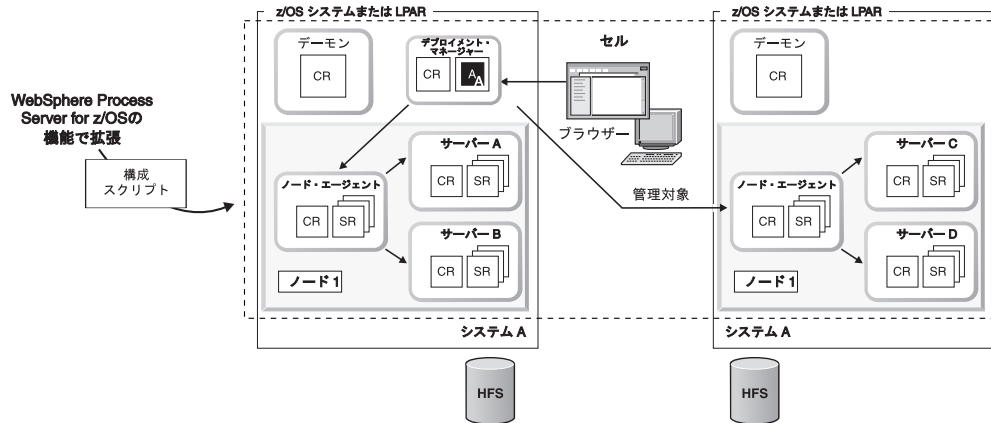 z/OS システムまたは LPAR
デーモン
CR
デプロイメント・
マネージャー
CR
A
A
セル
ブラウザー
WebSphere Process
Server for z/OSの
機能で拡張
構成
スクリプト
ノード・エージェント
CR
SR
サーバー A
CR
SR
サーバー B
CR
SR
ノード 1
システム A
HFS
管理対象
z/OS システムまたは LPAR
デーモン
CR
ノード・エージェント
CR
SR
サーバー C
CR
SR
サーバー D
CR
SR
ノード 1
システム A
HFS